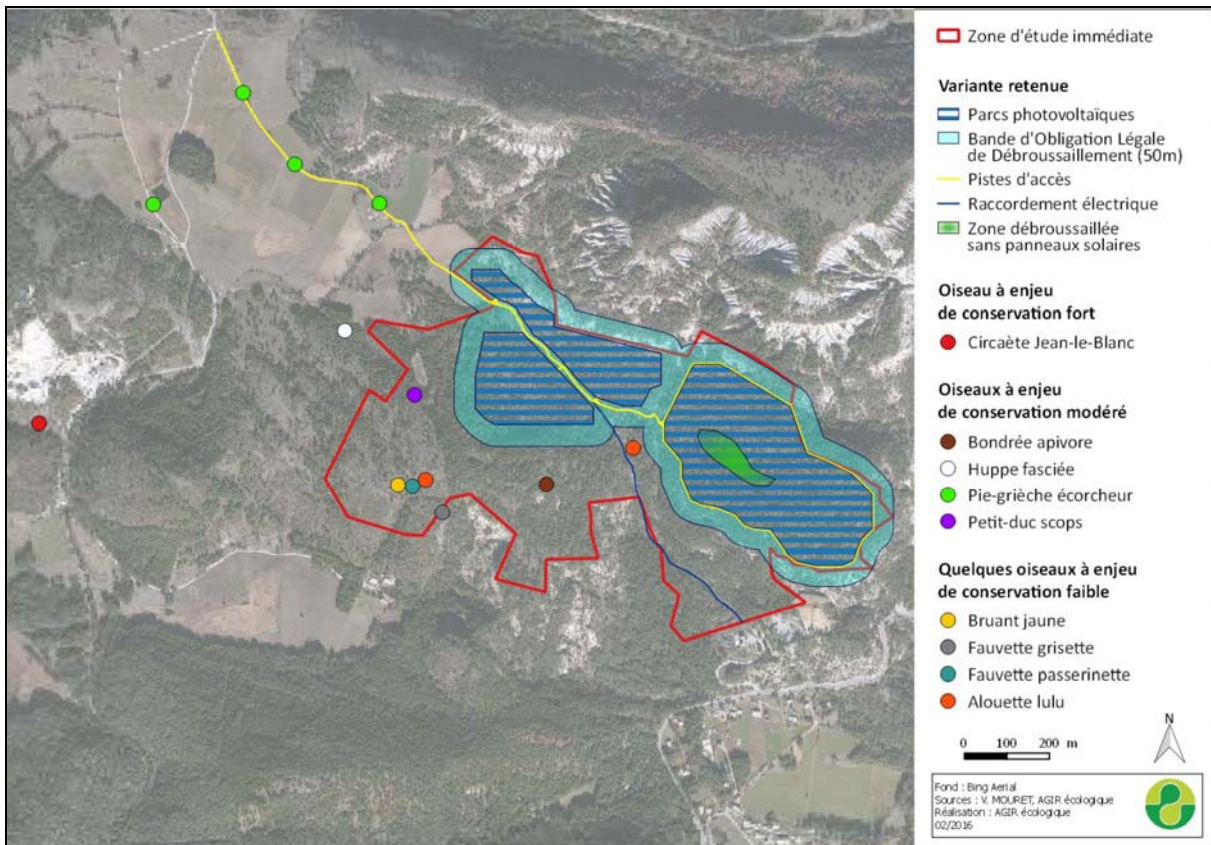 Zone d'étude immédiate
Variante retenue
Parcs photovoltaïques
Bande d'Obligation Légale
de Débroussaillement (50m)
Pistes d'accès
Raccordement électrique
Zone débroussaillée
sans panneaux solaires
Oiseau à enjeu
de conservation fort
Circaète Jean-le-Blanc
Oiseaux à enjeu
de conservation modéré
Bondrée apivore
Huppe fasciée
Pie-grièche écorcheur
Petit-duc scops
Quelques oiseaux à enjeu
de conservation faible
Bruant jaune
Fauvette grisette
Fauvette passerinette
Alouette lulu
N
0 100 200 m
Fond : Bing Aerial
Sources : V. MOURET, AGIR écologique
Réalisation : AGIR écologique
02/2016